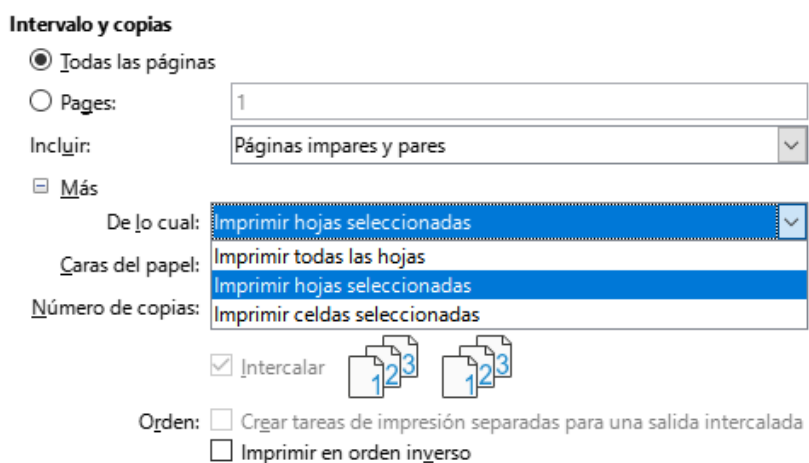 Intervalo y copias
Todas las páginas
Pages: 1
Incluir: Páginas impares y pares
Más
De lo cual: Imprimir hojas seleccionadas
Imprimir todas las hojas
Caras del papel: Imprimir hojas seleccionadas
Número de copias: Imprimir celdas seleccionadas
Intercalar 1 2 3 1 2 3
Orden: Crear tareas de impresión separadas para una salida intercalada
Imprimir en orden inverso